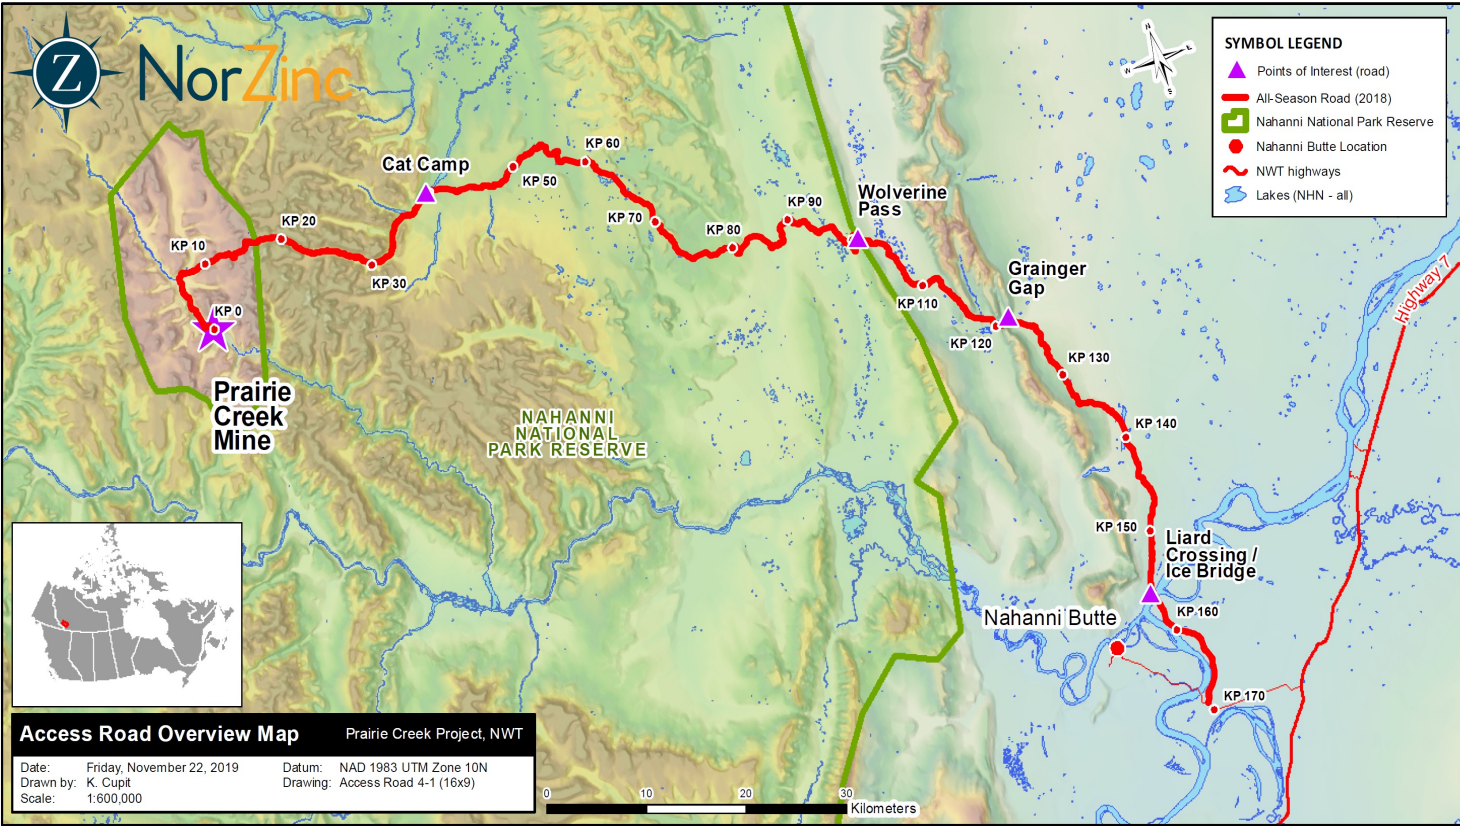 Z NorZinc
N
E
W
S
SYMBOL LEGEND
Points of Interest (road)
All-Season Road (2018)
Nahanni National Park Reserve
Nahanni Butte Location
NWT highways
Lakes (NHN - all)
Cat Camp
KP 60
KP 50
KP 90
Wolverine
Pass
KP 70
KP 80
KP 20
KP 10
KP 30
KP 0
Grainger
Gap
KP 110
KP 120
Highway 7
KP 130
Prairie
Creek
Mine
NAHANNI
NATIONAL
PARK RESERVE
KP 140
KP 150
Liard
Crossing /
Ice Bridge
KP 160
Nahanni Butte
KP 170
Access Road Overview Map
Prairie Creek Project, NWT
Date: Friday, November 22, 2019
Datum: NAD 1983 UTM Zone 10N
Drawn by: K. Cupit
Drawing: Access Road 4-1 (16x9)
Scale: 1:600,000
0 10 20 30
Kilometers